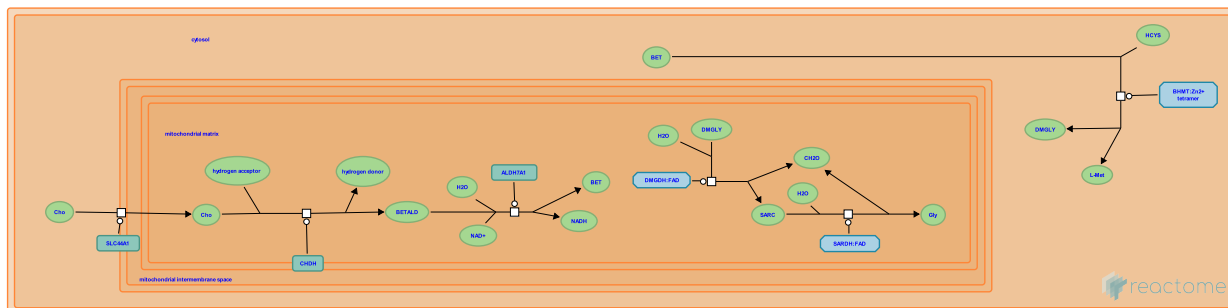 cytosol
HCYS
BET
BHMT:Zn2+
tetramer
mitochondrial matrix
DMGLY
H2O
DMGLY
CH2O
hydrogen acceptor
hydrogen donor
ALDH7A1
L-Met
H2O
BET
DMGDH:FAD
H2O
Cho
Cho
BETALD
NADH
SARC
Gly
NAD+
SLC44A1
SARDH:FAD
CHDH
mitochondrial intermembrane space
reactome